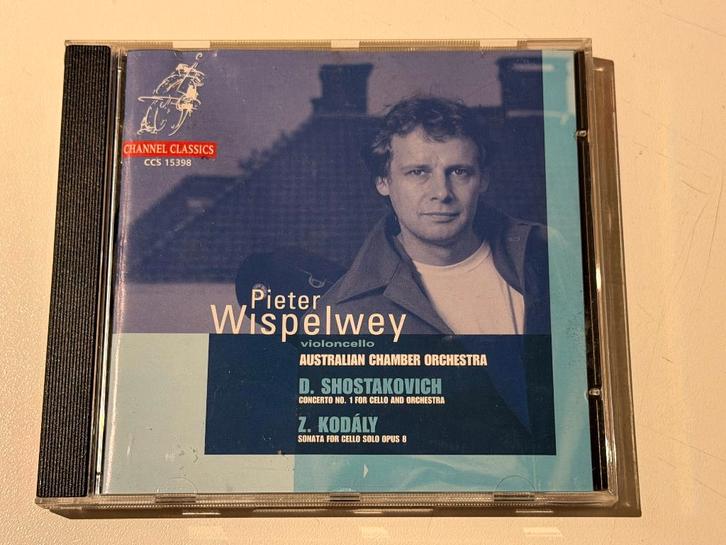 CHANNEL CLASSICS
CCS 15398
Pieter
Wispelwey
violoncello
AUSTRALIAN CHAMBER ORCHESTRA
D. SHOSTAKOVICH
CONCERTO NO. 1 FOR CELLO AND ORCHESTRA
Z. KODÁLY
SONATA FOR CELLO SOLO OPUS 8